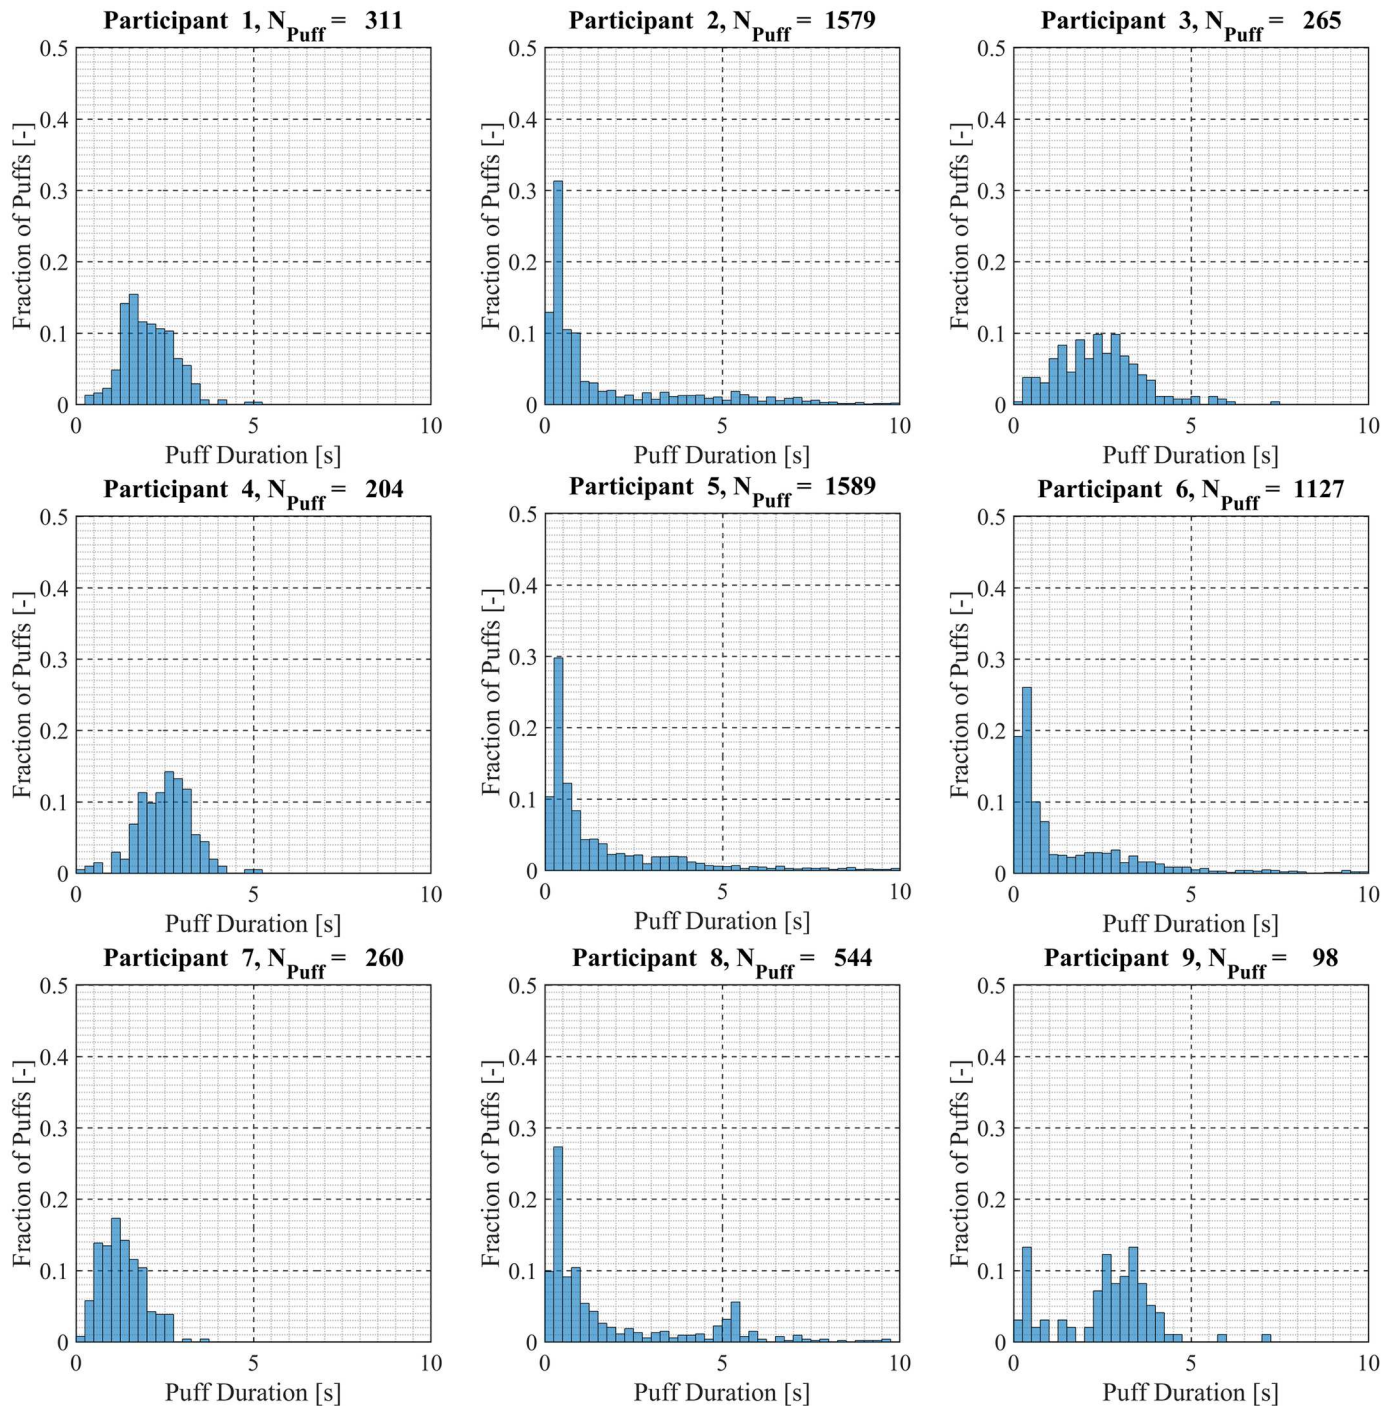 Participant 1, N_Puff = 311
0.5
0.4
0.3
0.2
0.1
0
Fraction of Puffs [-]
0 5 10
Puff Duration [s]
Participant 2, N_Puff = 1579
0.5
0.4
0.3
0.2
0.1
0
Fraction of Puffs [-]
0 5 10
Puff Duration [s]
Participant 3, N_Puff = 265
0.5
0.4
0.3
0.2
0.1
0
Fraction of Puffs [-]
0 5 10
Puff Duration [s]
Participant 4, N_Puff = 204
0.5
0.4
0.3
0.2
0.1
0
Fraction of Puffs [-]
0 5 10
Puff Duration [s]
Participant 5, N_Puff = 1589
0.5
0.4
0.3
0.2
0.1
0
Fraction of Puffs [-]
0 5 10
Puff Duration [s]
Participant 6, N_Puff = 1127
0.5
0.4
0.3
0.2
0.1
0
Fraction of Puffs [-]
0 5 10
Puff Duration [s]
Participant 7, N_Puff = 260
0.5
0.4
0.3
0.2
0.1
0
Fraction of Puffs [-]
0 5 10
Puff Duration [s]
Participant 8, N_Puff = 544
0.5
0.4
0.3
0.2
0.1
0
Fraction of Puffs [-]
0 5 10
Puff Duration [s]
Participant 9, N_Puff = 98
0.5
0.4
0.3
0.2
0.1
0
Fraction of Puffs [-]
0 5 10
Puff Duration [s]